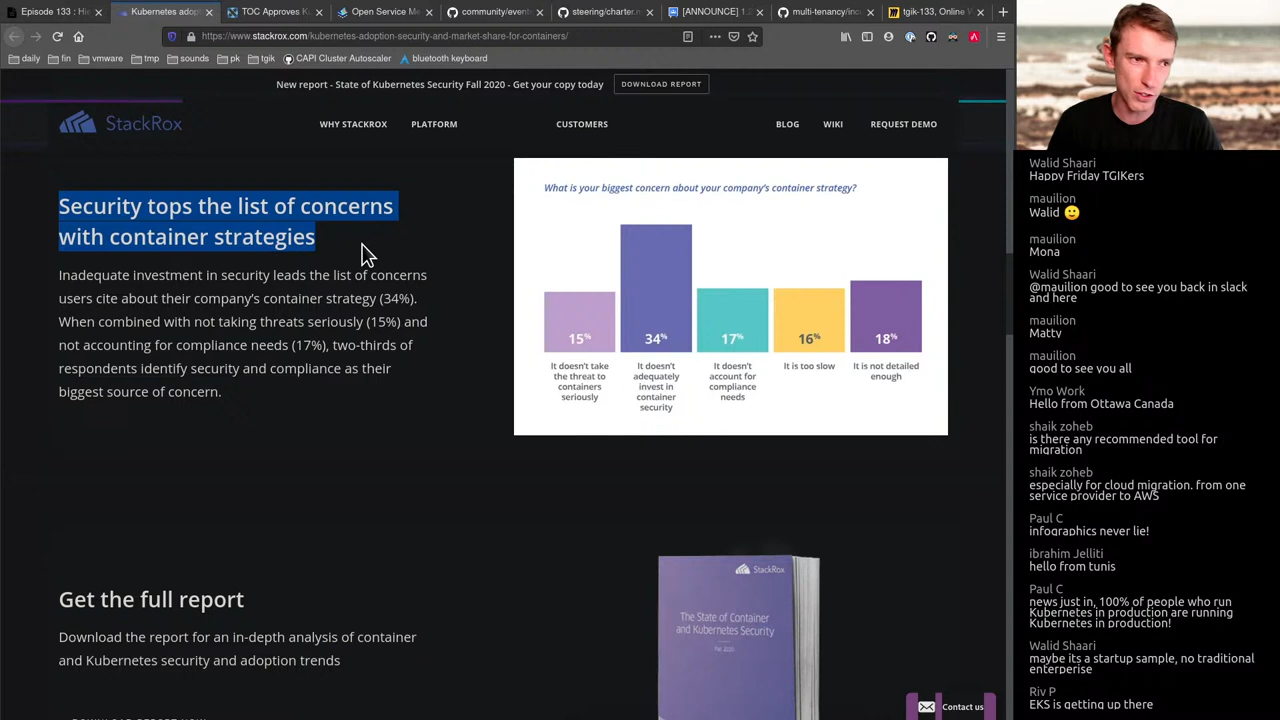 Episode 133 : Hie
Kubernetes adop
TOC Approves Ku
Open Service Me
community/event
steering/charter.
[ANNOUNCE] 1.2
multi-tenancy/inc
tgik-133, Online W
https://www.stackrox.com/kubernetes-adoption-security-and-market-share-for-containers/
daily
fin
vmware
tmp
sounds
pk
tgik
CAPI Cluster Autoscaler
bluetooth keyboard
New report - State of Kubernetes Security Fall 2020 - Get your copy today
DOWNLOAD REPORT
StackRox
WHY STACKROX
PLATFORM
CUSTOMERS
BLOG
WIKI
REQUEST DEMO
Security tops the list of concerns
with container strategies
Inadequate investment in security leads the list of concerns
users cite about their company's container strategy (34%).
When combined with not taking threats seriously (15%) and
not accounting for compliance needs (17%), two-thirds of
respondents identify security and compliance as their
biggest source of concern.
What is your biggest concern about your company's container strategy?
15%
34%
17%
16%
18%
It doesn't take
the threat to
containers
seriously
It doesn't
adequately
invest in
container
security
It doesn't
account for
compliance
needs
It is too slow
It is not detailed
enough
Get the full report
Download the report for an in-depth analysis of container
and Kubernetes security and adoption trends
StackRox
The State of Container
and Kubernetes Security
Fall 2020
Contact us
Walid Shaari
Happy Friday TGIKers
mauilion
Walid 🙂
mauilion
Mona
Walid Shaari
@mauilion good to see you back in slack
and here
mauilion
Matty
mauilion
good to see you all
Ymo Work
Hello from Ottawa Canada
shaik zoheb
is there any recommended tool for
migration
shaik zoheb
especially for cloud migration. from one
service provider to AWS
Paul C
infographics never lie!
ibrahim Jelliti
hello from tunis
Paul C
news just in, 100% of people who run
Kubernetes in production are running
Kubernetes in production!
Walid Shaari
maybe its a startup sample, no traditional
enterperise
Riv P
EKS is getting up there